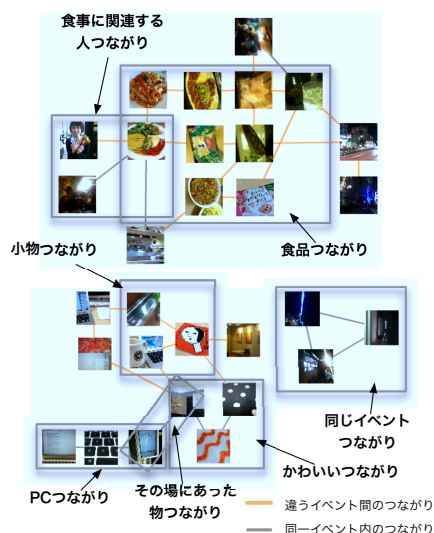 食事に関連する
人つながり
小物つながり
食品つながり
同じイベント
つながり
かわいいつながり
PCつながり
その場にあった
物つながり
違うイベント間のつながり
同一イベント内のつながり